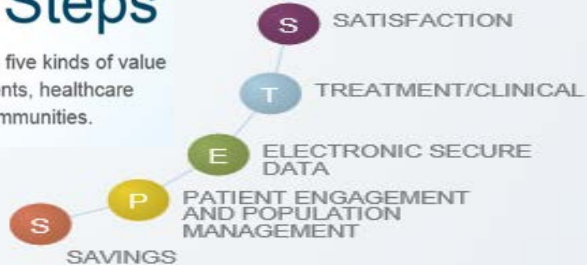 Steps
five kinds of value
ents, healthcare
mmunities.
S SATISFACTION
T TREATMENT/CLINICAL
E ELECTRONIC SECURE
DATA
P PATIENT ENGAGEMENT
AND POPULATION
MANAGEMENT
S
SAVINGS